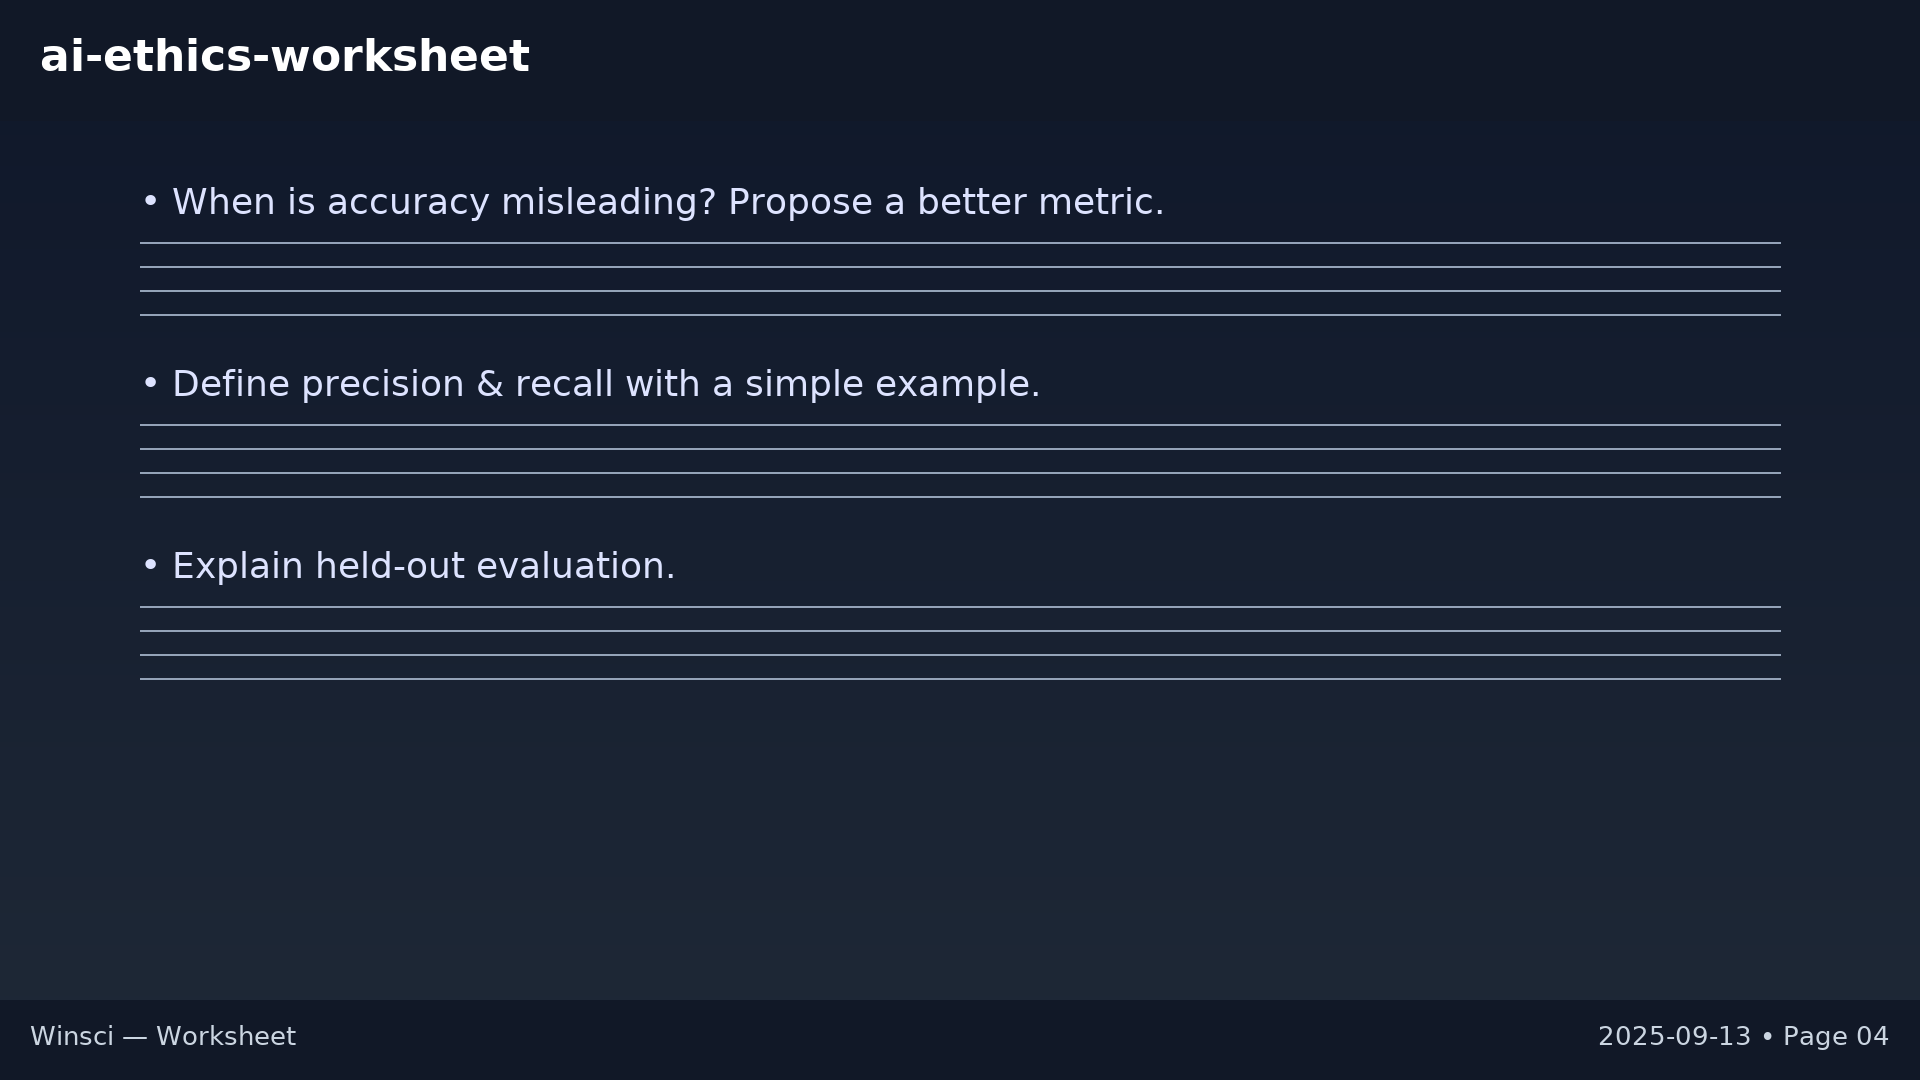 ai-ethics-worksheet
• When is accuracy misleading? Propose a better metric.
• Define precision & recall with a simple example.
• Explain held-out evaluation.
Winsci — Worksheet
2025-09-13 • Page 04